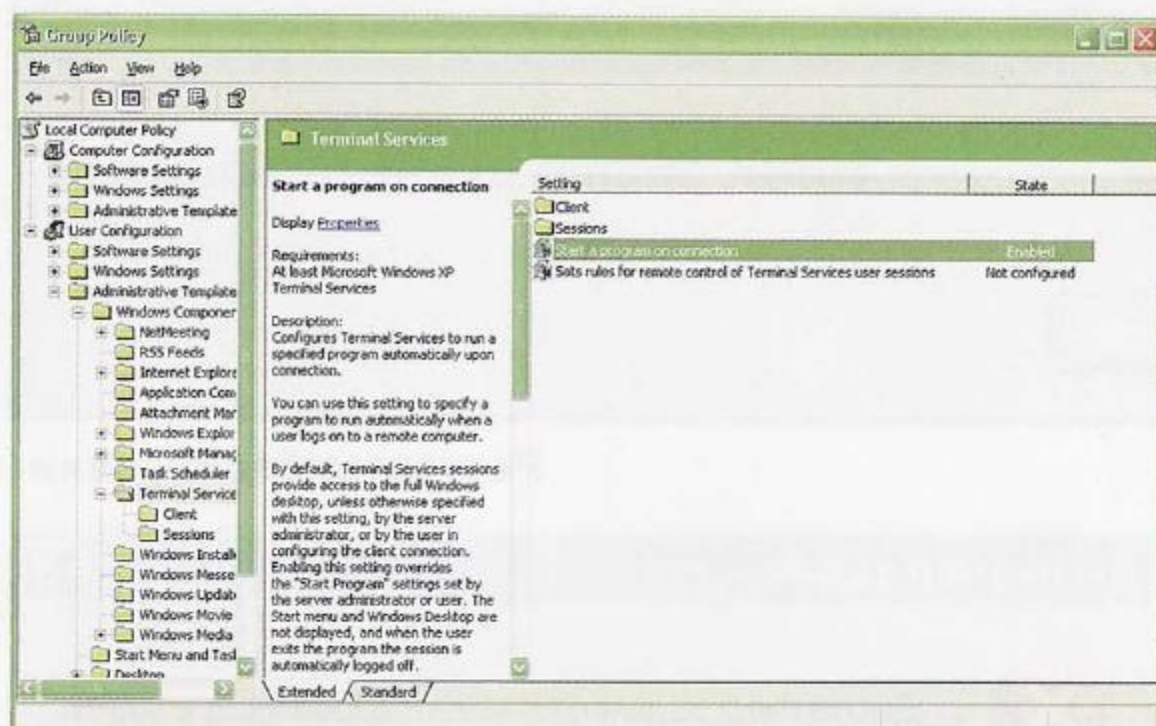 Group Policy
File Action View Help
Local Computer Policy
Computer Configuration
Software Settings
Windows Settings
Administrative Template
User Configuration
Software Settings
Windows Settings
Administrative Template
Windows Componer
NetMeeting
RSS Feeds
Internet Explore
Application Com
Attachment Mar
Windows Explor
Microsoft Manag
Task Scheduler
Terminal Service
Client
Sessions
Windows Install
Windows Messe
Windows Updat
Windows Movie
Windows Media
Start Menu and Tasl
Desktop
Terminal Services
Start a program on connection
Display Properties
Requirements:
At least Microsoft Windows XP
Terminal Services
Description:
Configures Terminal Services to run a
specified program automatically upon
connection.
You can use this setting to specify a
program to run automatically when a
user logs on to a remote computer.
By default, Terminal Services sessions
provide access to the full Windows
desktop, unless otherwise specified
with this setting, by the server
administrator, or by the user in
configuring the client connection.
Enabling this setting overrides
the "Start Program" settings set by
the server administrator or user. The
Start menu and Windows Desktop are
not displayed, and when the user
exits the program the session is
automatically logged off.
Setting State
Client
Sessions
Start a program on connection Enabled
Sets rules for remote control of Terminal Services user sessions Not configured
Extended Standard